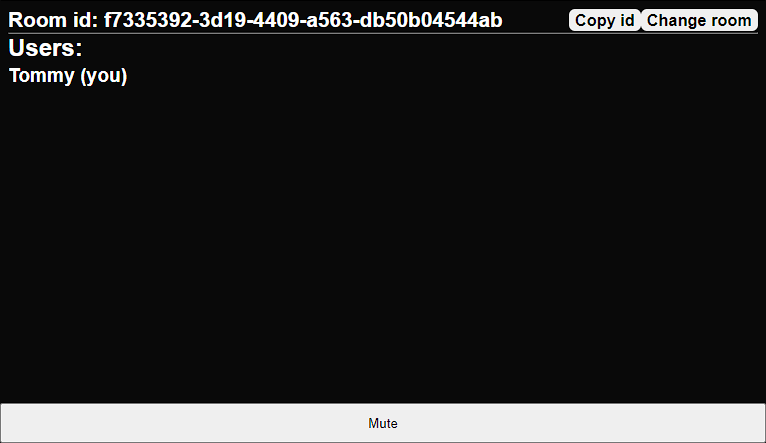 Room id: f7335392-3d19-4409-a563-db50b04544ab Copy id Change room
Users:
Tommy (you)
Mute